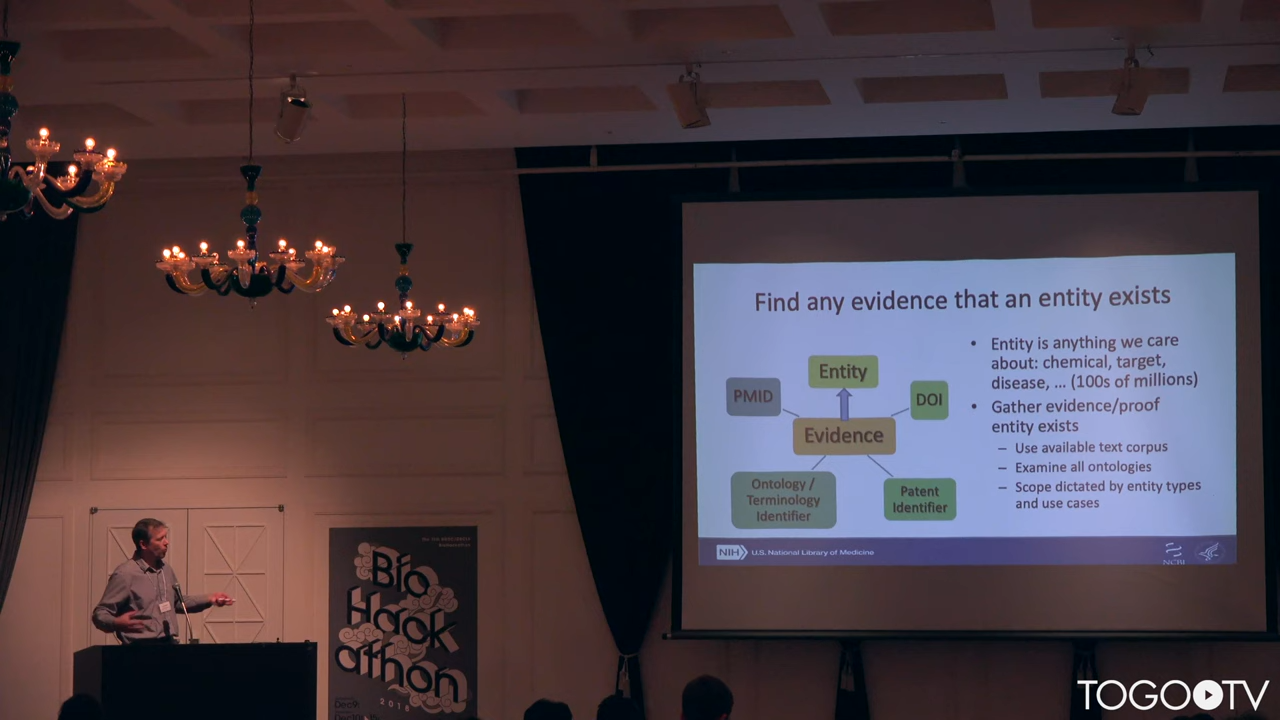 Find any evidence that an entity exists
Entity
PMID
DOI
Evidence
Ontology /
Terminology
Identifier
Patent
Identifier
• Entity is anything we care
about: chemical, target,
disease, ... (100s of millions)
• Gather evidence/proof
entity exists
– Use available text corpus
– Examine all ontologies
– Scope dictated by entity types
and use cases
NIH U.S. National Library of Medicine
NCBI
Bio
Hack
athon
2018
TOGO TV